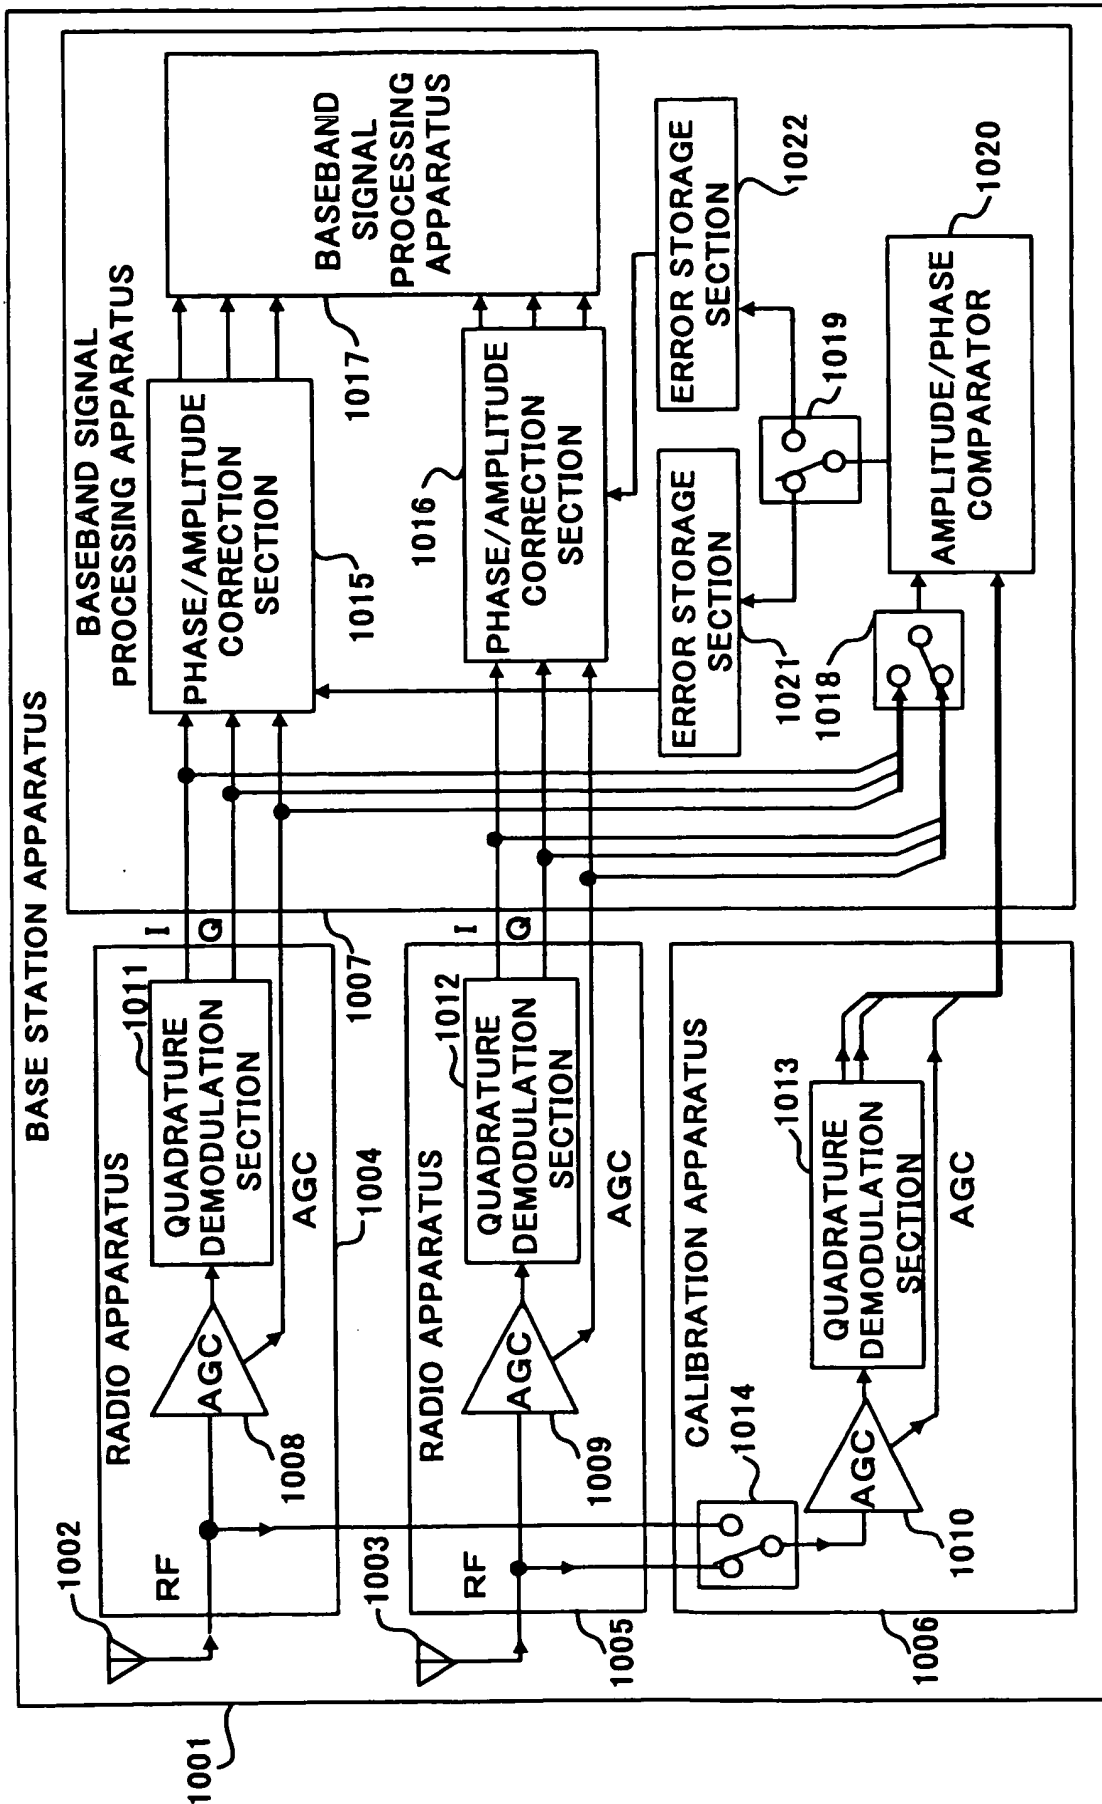 BASE STATION APPARATUS
1001
1002
RF
RADIO APPARATUS
AGC
1008
QUADRATURE
DEMODULATION
SECTION
1011
AGC
1004
I
Q
1007
BASEBAND SIGNAL
PROCESSING APPARATUS
PHASE/AMPLITUDE
CORRECTION
SECTION
1015
BASEBAND
SIGNAL
PROCESSING
APPARATUS
1017
1003
RF
RADIO APPARATUS
AGC
1009
QUADRATURE
DEMODULATION
SECTION
1012
AGC
1005
I
Q
1016
PHASE/AMPLITUDE
CORRECTION
SECTION
ERROR STORAGE
SECTION
1021
ERROR STORAGE
SECTION
1022
1019
1018
AMPLITUDE/PHASE
COMPARATOR
1020
CALIBRATION APPARATUS
1014
AGC
1010
QUADRATURE
DEMODULATION
SECTION
1013
AGC
1006